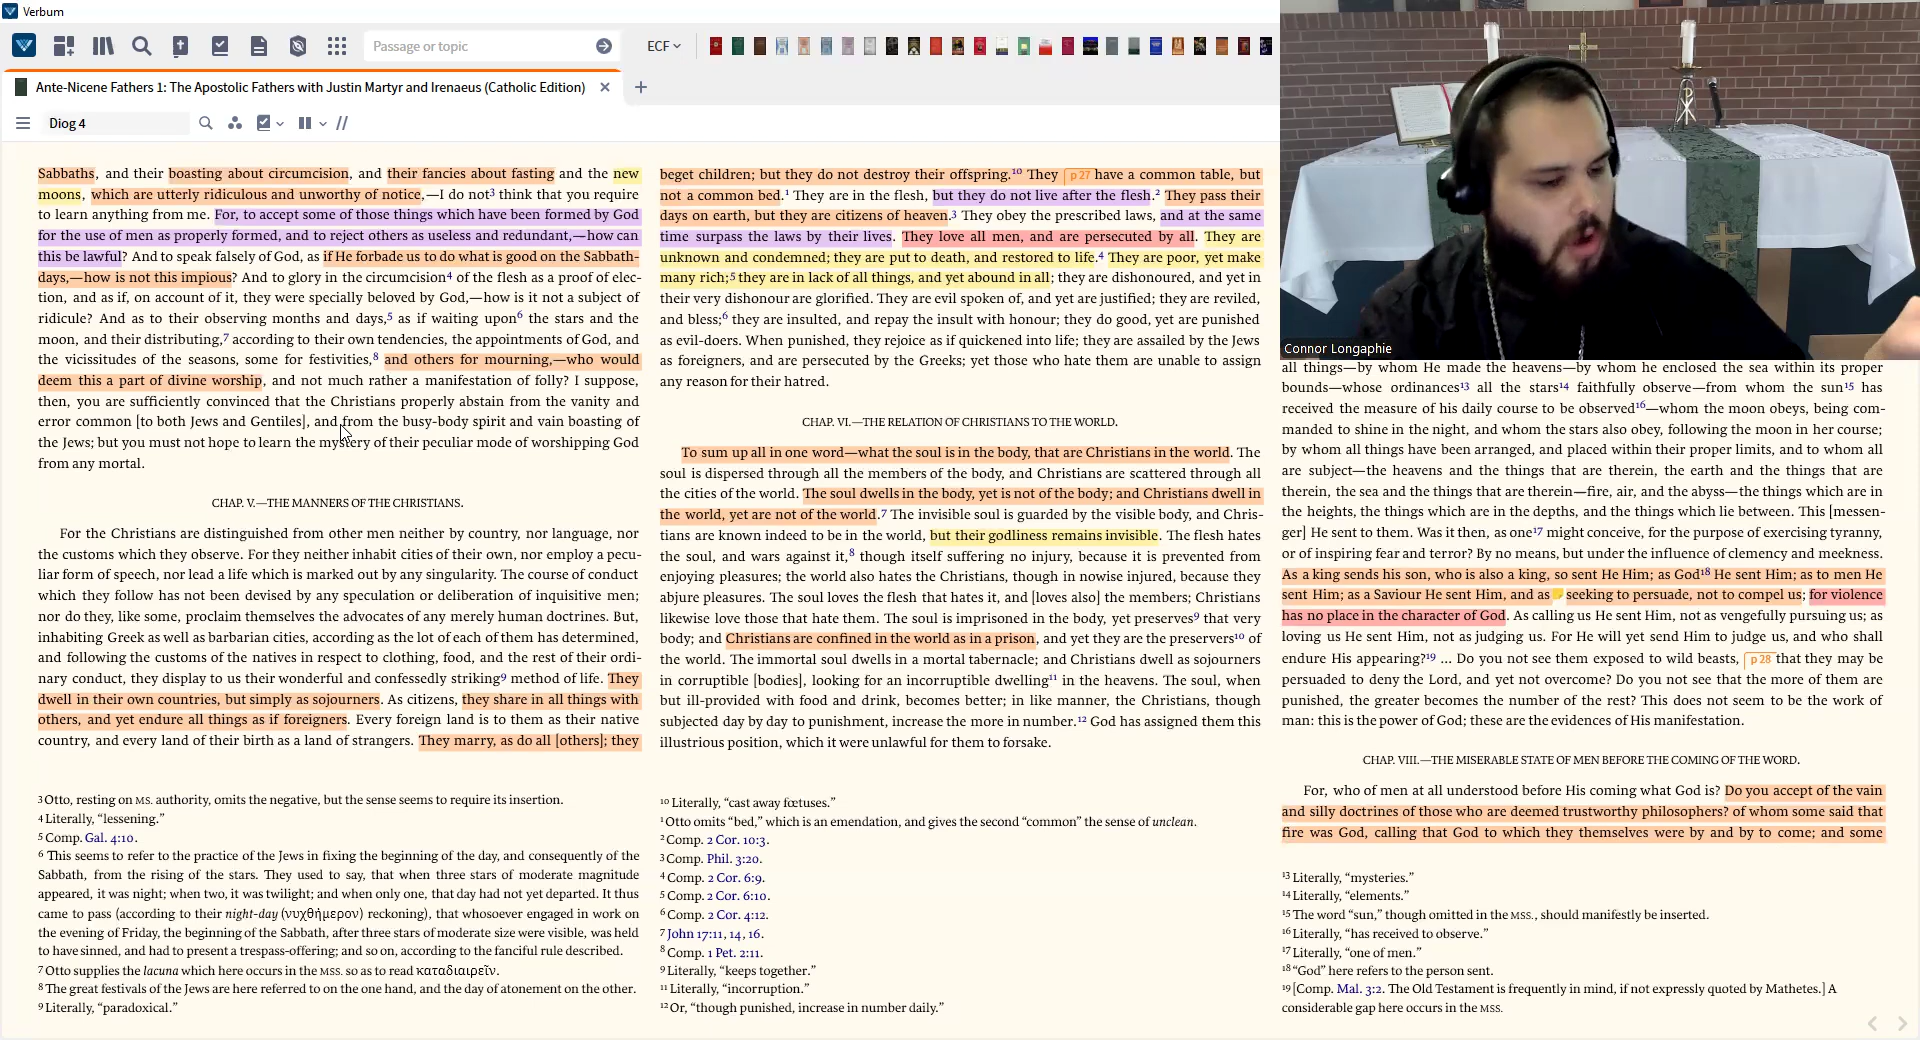 Verbum
Passage or topic
ECF
Ante-Nicene Fathers 1: The Apostolic Fathers with Justin Martyr and Irenaeus (Catholic Edition)
Diog 4
Sabbaths, and their boasting about circumcision, and their fancies about fasting and the new
moons, which are utterly ridiculous and unworthy of notice,—I do not³ think that you require
to learn anything from me. For, to accept some of those things which have been formed by God
for the use of men as properly formed, and to reject others as useless and redundant,—how can
this be lawful? And to speak falsely of God, as if He forbade us to do what is good on the Sabbath-
days,—how is not this impious? And to glory in the circumcision⁴ of the flesh as a proof of elec-
tion, and as if, on account of it, they were specially beloved by God,—how is it not a subject of
ridicule? And as to their observing months and days,⁵ as if waiting upon⁶ the stars and the
moon, and their distributing,⁷ according to their own tendencies, the appointments of God, and
the vicissitudes of the seasons, some for festivities,⁸ and others for mourning,—who would
deem this a part of divine worship, and not much rather a manifestation of folly? I suppose,
then, you are sufficiently convinced that the Christians properly abstain from the vanity and
error common [to both Jews and Gentiles], and from the busy-body spirit and vain boasting of
the Jews; but you must not hope to learn the mystery of their peculiar mode of worshipping God
from any mortal.
CHAP. V.—THE MANNERS OF THE CHRISTIANS.
For the Christians are distinguished from other men neither by country, nor language, nor
the customs which they observe. For they neither inhabit cities of their own, nor employ a pecu-
liar form of speech, nor lead a life which is marked out by any singularity. The course of conduct
which they follow has not been devised by any speculation or deliberation of inquisitive men;
nor do they, like some, proclaim themselves the advocates of any merely human doctrines. But,
inhabiting Greek as well as barbarian cities, according as the lot of each of them has determined,
and following the customs of the natives in respect to clothing, food, and the rest of their ordi-
nary conduct, they display to us their wonderful and confessedly striking⁹ method of life. They
dwell in their own countries, but simply as sojourners. As citizens, they share in all things with
others, and yet endure all things as if foreigners. Every foreign land is to them as their native
country, and every land of their birth as a land of strangers. They marry, as do all [others]; they
³ Otto, resting on MS. authority, omits the negative, but the sense seems to require its insertion.
⁴ Literally, “lessening.”
⁵ Comp. Gal. 4:10.
⁶ This seems to refer to the practice of the Jews in fixing the beginning of the day, and consequently of the
Sabbath, from the rising of the stars. They used to say, that when three stars of moderate magnitude
appeared, it was night; when two, it was twilight; and when only one, that day had not yet departed. It thus
came to pass (according to their night-day (νυχθήμερον) reckoning), that whosoever engaged in work on
the evening of Friday, the beginning of the Sabbath, after three stars of moderate size were visible, was held
to have sinned, and had to present a trespass-offering; and so on, according to the fanciful rule described.
⁷ Otto supplies the lacuna which here occurs in the MSS. so as to read καταδιαιρεῖν.
⁸ The great festivals of the Jews are here referred to on the one hand, and the day of atonement on the other.
⁹ Literally, “paradoxical.”
beget children; but they do not destroy their offspring.¹⁰ They p 27 have a common table, but
not a common bed.¹ They are in the flesh, but they do not live after the flesh.² They pass their
days on earth, but they are citizens of heaven.³ They obey the prescribed laws, and at the same
time surpass the laws by their lives. They love all men, and are persecuted by all. They are
unknown and condemned; they are put to death, and restored to life.⁴ They are poor, yet make
many rich;⁵ they are in lack of all things, and yet abound in all; they are dishonoured, and yet in
their very dishonour are glorified. They are evil spoken of, and yet are justified; they are reviled,
and bless;⁶ they are insulted, and repay the insult with honour; they do good, yet are punished
as evil-doers. When punished, they rejoice as if quickened into life; they are assailed by the Jews
as foreigners, and are persecuted by the Greeks; yet those who hate them are unable to assign
any reason for their hatred.
CHAP. VI.—THE RELATION OF CHRISTIANS TO THE WORLD.
To sum up all in one word—what the soul is in the body, that are Christians in the world. The
soul is dispersed through all the members of the body, and Christians are scattered through all
the cities of the world. The soul dwells in the body, yet is not of the body; and Christians dwell in
the world, yet are not of the world.⁷ The invisible soul is guarded by the visible body, and Chris-
tians are known indeed to be in the world, but their godliness remains invisible. The flesh hates
the soul, and wars against it,⁸ though itself suffering no injury, because it is prevented from
enjoying pleasures; the world also hates the Christians, though in nowise injured, because they
abjure pleasures. The soul loves the flesh that hates it, and [loves also] the members; Christians
likewise love those that hate them. The soul is imprisoned in the body, yet preserves⁹ that very
body; and Christians are confined in the world as in a prison, and yet they are the preservers¹⁰ of
the world. The immortal soul dwells in a mortal tabernacle; and Christians dwell as sojourners
in corruptible [bodies], looking for an incorruptible dwelling¹¹ in the heavens. The soul, when
but ill-provided with food and drink, becomes better; in like manner, the Christians, though
subjected day by day to punishment, increase the more in number.¹² God has assigned them this
illustrious position, which it were unlawful for them to forsake.
¹⁰ Literally, “cast away fœtuses.”
¹ Otto omits “bed,” which is an emendation, and gives the second “common” the sense of unclean.
² Comp. 2 Cor. 10:3.
³ Comp. Phil. 3:20.
⁴ Comp. 2 Cor. 6:9.
⁵ Comp. 2 Cor. 6:10.
⁶ Comp. 2 Cor. 4:12.
⁷ John 17:11, 14, 16.
⁸ Comp. 1 Pet. 2:11.
⁹ Literally, “keeps together.”
¹¹ Literally, “incorruption.”
¹² Or, “though punished, increase in number daily.”
Connor Longaphie
all things—by whom He made the heavens—by whom he enclosed the sea within its proper
bounds—whose ordinances¹³ all the stars¹⁴ faithfully observe—from whom the sun¹⁵ has
received the measure of his daily course to be observed¹⁶—whom the moon obeys, being com-
manded to shine in the night, and whom the stars also obey, following the moon in her course;
by whom all things have been arranged, and placed within their proper limits, and to whom all
are subject—the heavens and the things that are therein, the earth and the things that are
therein, the sea and the things that are therein—fire, air, and the abyss—the things which are in
the heights, the things which are in the depths, and the things which lie between. This [messen-
ger] He sent to them. Was it then, as one¹⁷ might conceive, for the purpose of exercising tyranny,
or of inspiring fear and terror? By no means, but under the influence of clemency and meekness.
As a king sends his son, who is also a king, so sent He Him; as God¹⁸ He sent Him; as to men He
sent Him; as a Saviour He sent Him, and as seeking to persuade, not to compel us; for violence
has no place in the character of God. As calling us He sent Him, not as vengefully pursuing us; as
loving us He sent Him, not as judging us. For He will yet send Him to judge us, and who shall
endure His appearing?¹⁹ ... Do you not see them exposed to wild beasts, p 28 that they may be
persuaded to deny the Lord, and yet not overcome? Do you not see that the more of them are
punished, the greater becomes the number of the rest? This does not seem to be the work of
man: this is the power of God; these are the evidences of His manifestation.
CHAP. VIII.—THE MISERABLE STATE OF MEN BEFORE THE COMING OF THE WORD.
For, who of men at all understood before His coming what God is? Do you accept of the vain
and silly doctrines of those who are deemed trustworthy philosophers? of whom some said that
fire was God, calling that God to which they themselves were by and by to come; and some
¹³ Literally, “mysteries.”
¹⁴ Literally, “elements.”
¹⁵ The word “sun,” though omitted in the MSS., should manifestly be inserted.
¹⁶ Literally, “has received to observe.”
¹⁷ Literally, “one of men.”
¹⁸ “God” here refers to the person sent.
¹⁹ [Comp. Mal. 3:2. The Old Testament is frequently in mind, if not expressly quoted by Mathetes.] A
considerable gap here occurs in the MSS.